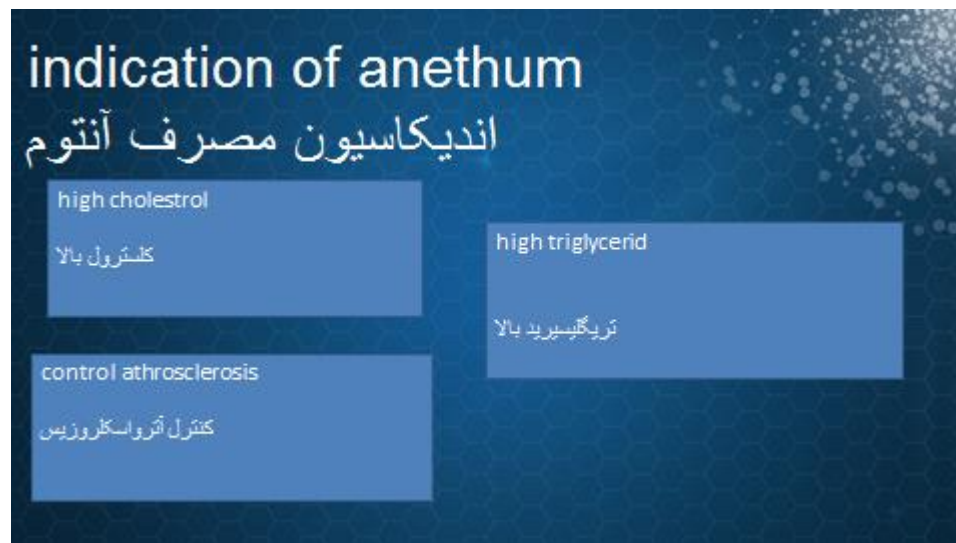 indication of anethum
اندیکاسیون مصرف آنتوم
high cholestrol
کلسترول بالا
high triglycerid
تریگلیسیرید بالا
control athrosclerosis
کنترل آترواسکلروزیس